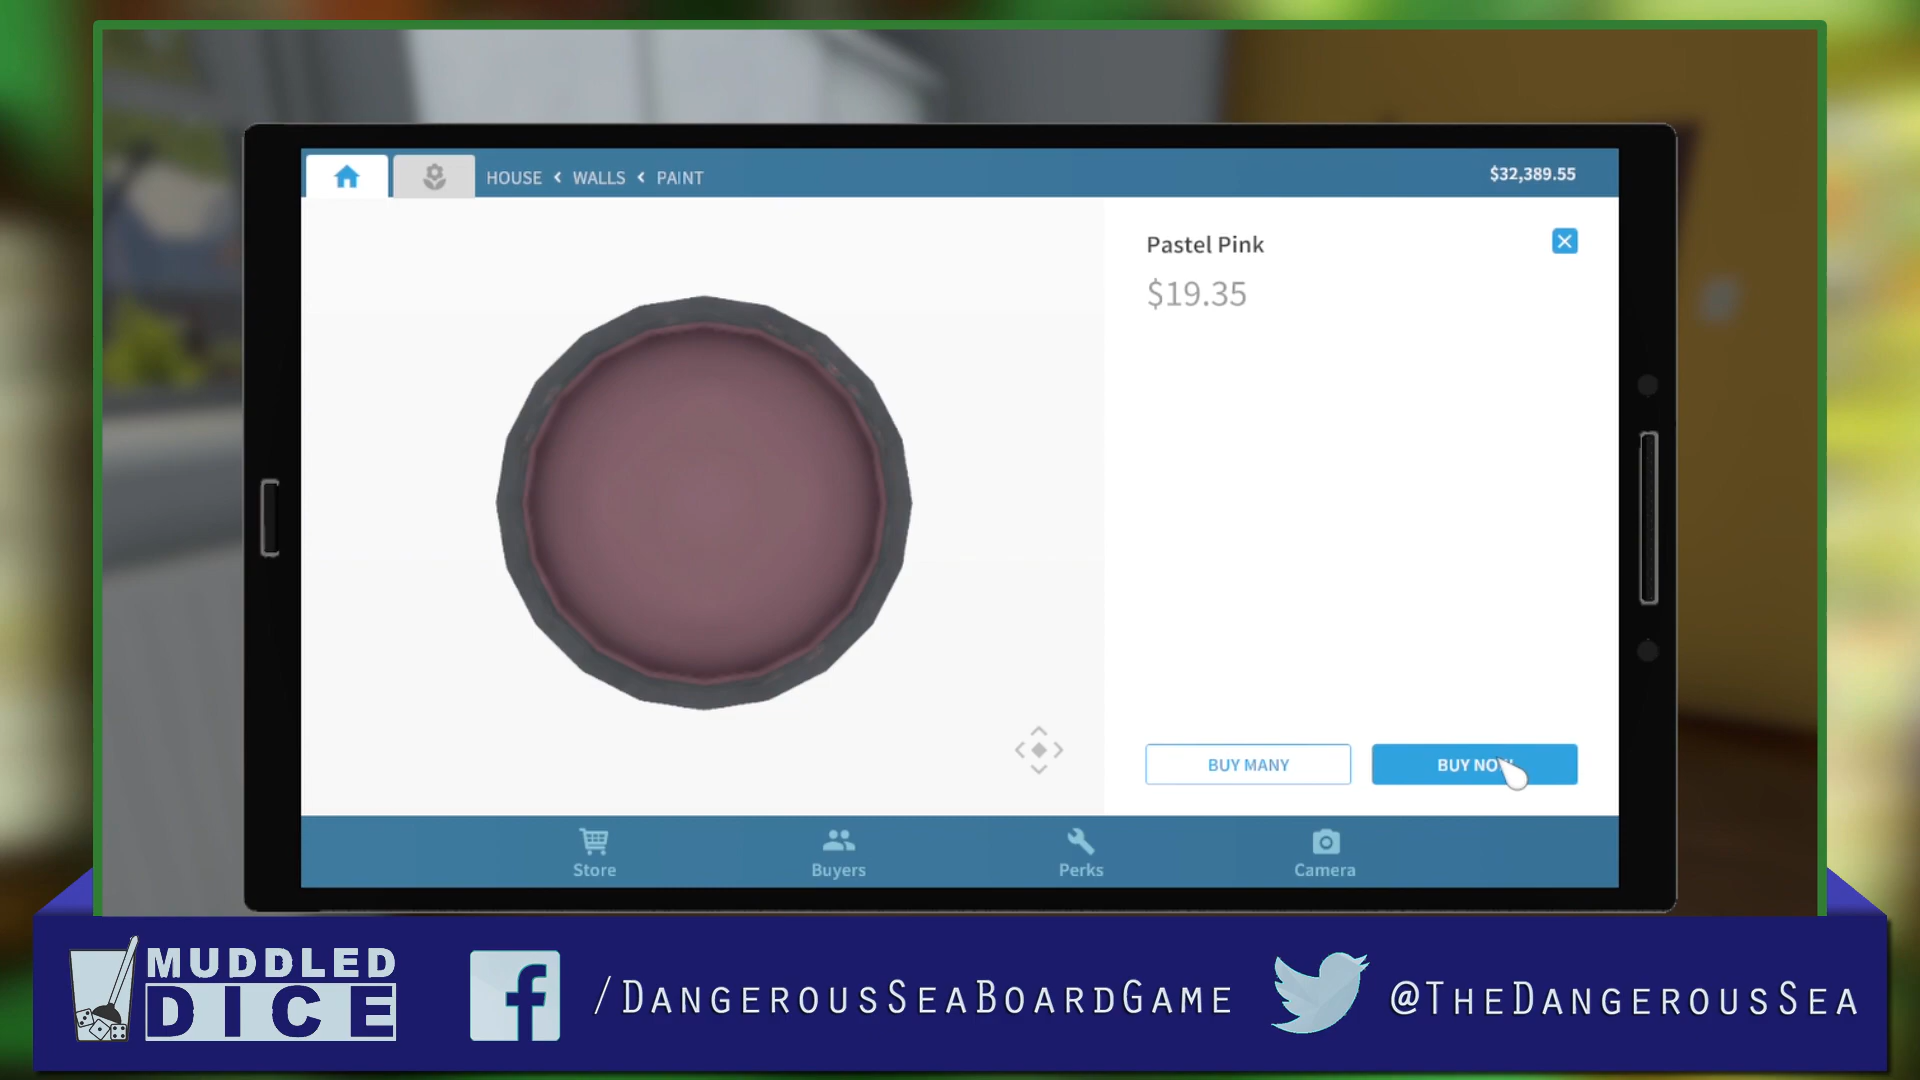 HOUSE < WALLS < PAINT
$32,389.55
Pastel Pink
$19.35
BUY MANY
BUY NOW
Store
Buyers
Perks
Camera
MUDDLED
DICE
/DANGEROUSSEABOARDGAME
@THEDANGEROUSSEA